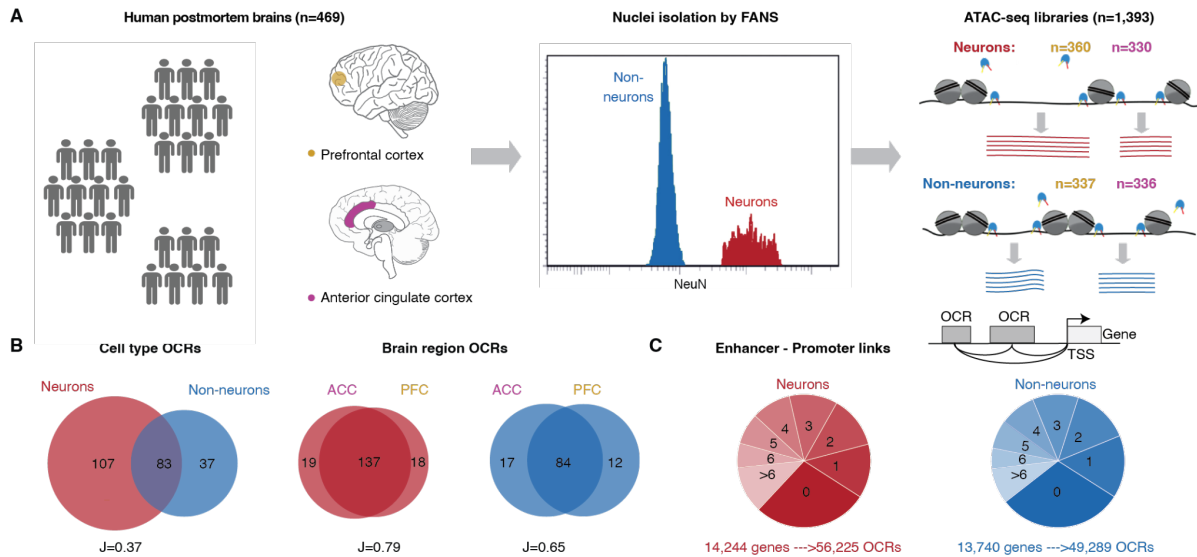 A
Human postmortem brains (n=469)
Nuclei isolation by FANS
ATAC-seq libraries (n=1,393)
Prefrontal cortex
Anterior cingulate cortex
Non-
neurons
Neurons
NeuN
Neurons: n=360 n=330
Non-neurons: n=337 n=336
OCR OCR
Gene
TSS
B
Cell type OCRs
Brain region OCRs
Neurons
Non-neurons
107 83 37
J=0.37
ACC PFC
19 137 18
J=0.79
ACC PFC
17 84 12
J=0.65
C
Enhancer - Promoter links
Neurons
0
1
2
3
4
5
6
>6
14,244 genes --->56,225 OCRs
Non-neurons
0
1
2
3
4
5
6
>6
13,740 genes --->49,289 OCRs